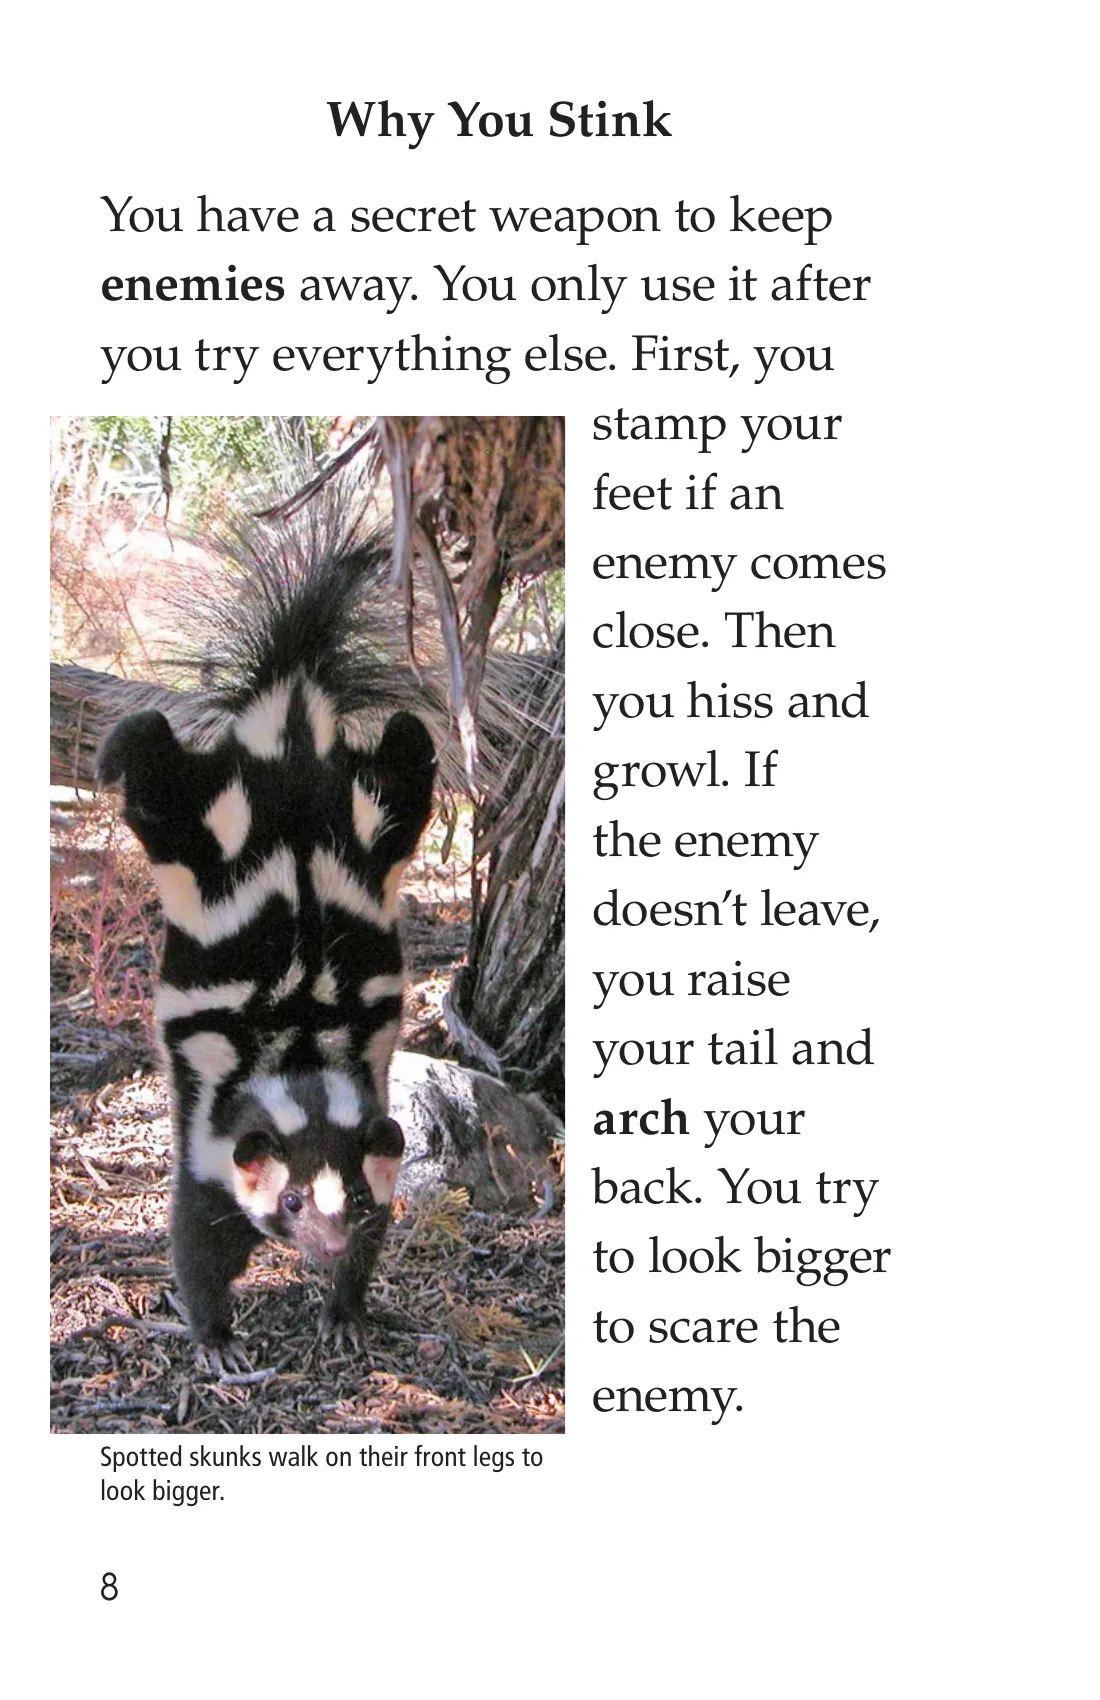 Why You Stink
You have a secret weapon to keep
enemies away. You only use it after
you try everything else. First, you
stamp your
feet if an
enemy comes
close. Then
you hiss and
growl. If
the enemy
doesn’t leave,
you raise
your tail and
arch your
back. You try
to look bigger
to scare the
enemy.
Spotted skunks walk on their front legs to
look bigger.
8